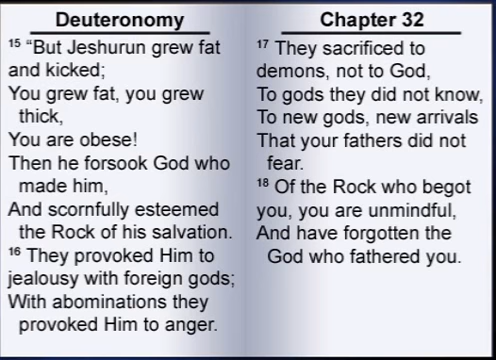 Deuteronomy
15 "But Jeshurun grew fat
and kicked;
You grew fat, you grew
thick,
You are obese!
Then he forsook God who
made him,
And scornfully esteemed
the Rock of his salvation.
16 They provoked Him to
jealousy with foreign gods;
With abominations they
provoked Him to anger.
Chapter 32
17 They sacrificed to
demons, not to God,
To gods they did not know,
To new gods, new arrivals
That your fathers did not
fear.
18 Of the Rock who begot
you, you are unmindful,
And have forgotten the
God who fathered you.